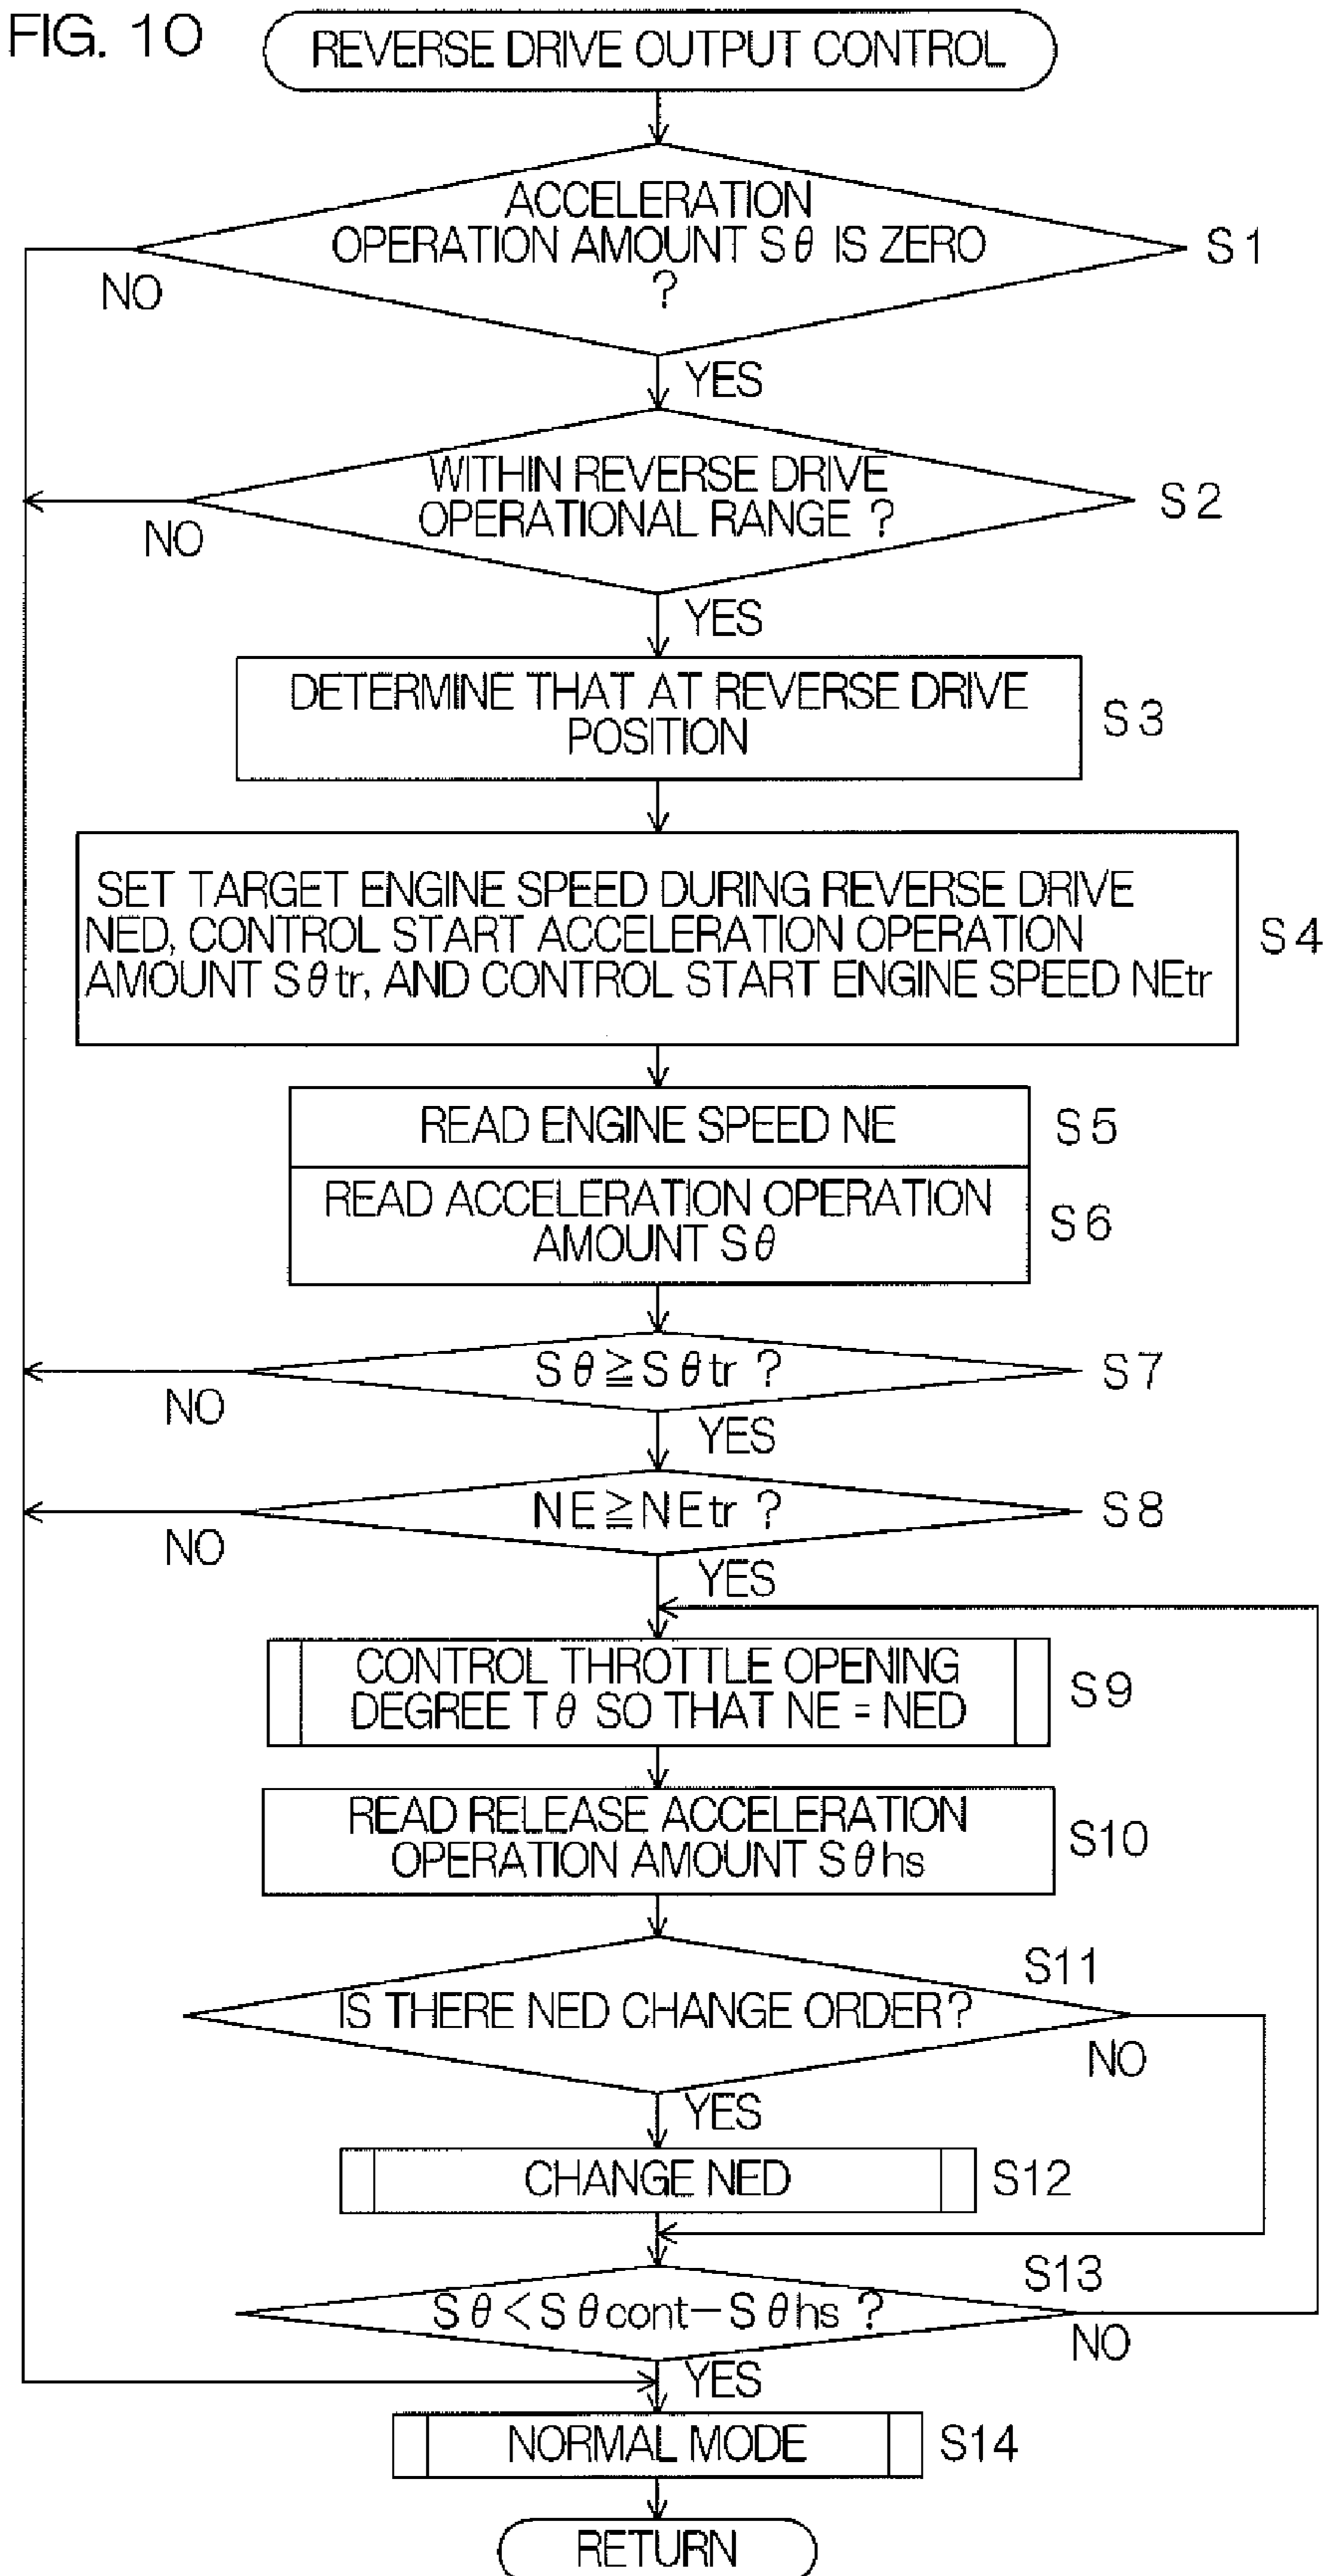 FIG. 10
REVERSE DRIVE OUTPUT CONTROL
ACCELERATION
OPERATION AMOUNT Sθ IS ZERO
?
S1
NO
YES
WITHIN REVERSE DRIVE
OPERATIONAL RANGE ?
S2
NO
YES
DETERMINE THAT AT REVERSE DRIVE
POSITION
S3
SET TARGET ENGINE SPEED DURING REVERSE DRIVE
NED, CONTROL START ACCELERATION OPERATION
AMOUNT Sθtr, AND CONTROL START ENGINE SPEED NEtr
S4
READ ENGINE SPEED NE
S5
READ ACCELERATION OPERATION
AMOUNT Sθ
S6
Sθ≧Sθtr ?
S7
NO
YES
NE≧NEtr ?
S8
NO
YES
CONTROL THROTTLE OPENING
DEGREE Tθ SO THAT NE = NED
S9
READ RELEASE ACCELERATION
OPERATION AMOUNT Sθhs
S10
S11
IS THERE NED CHANGE ORDER?
NO
YES
CHANGE NED
S12
S13
Sθ<Sθcont−Sθhs ?
NO
YES
NORMAL MODE
S14
RETURN